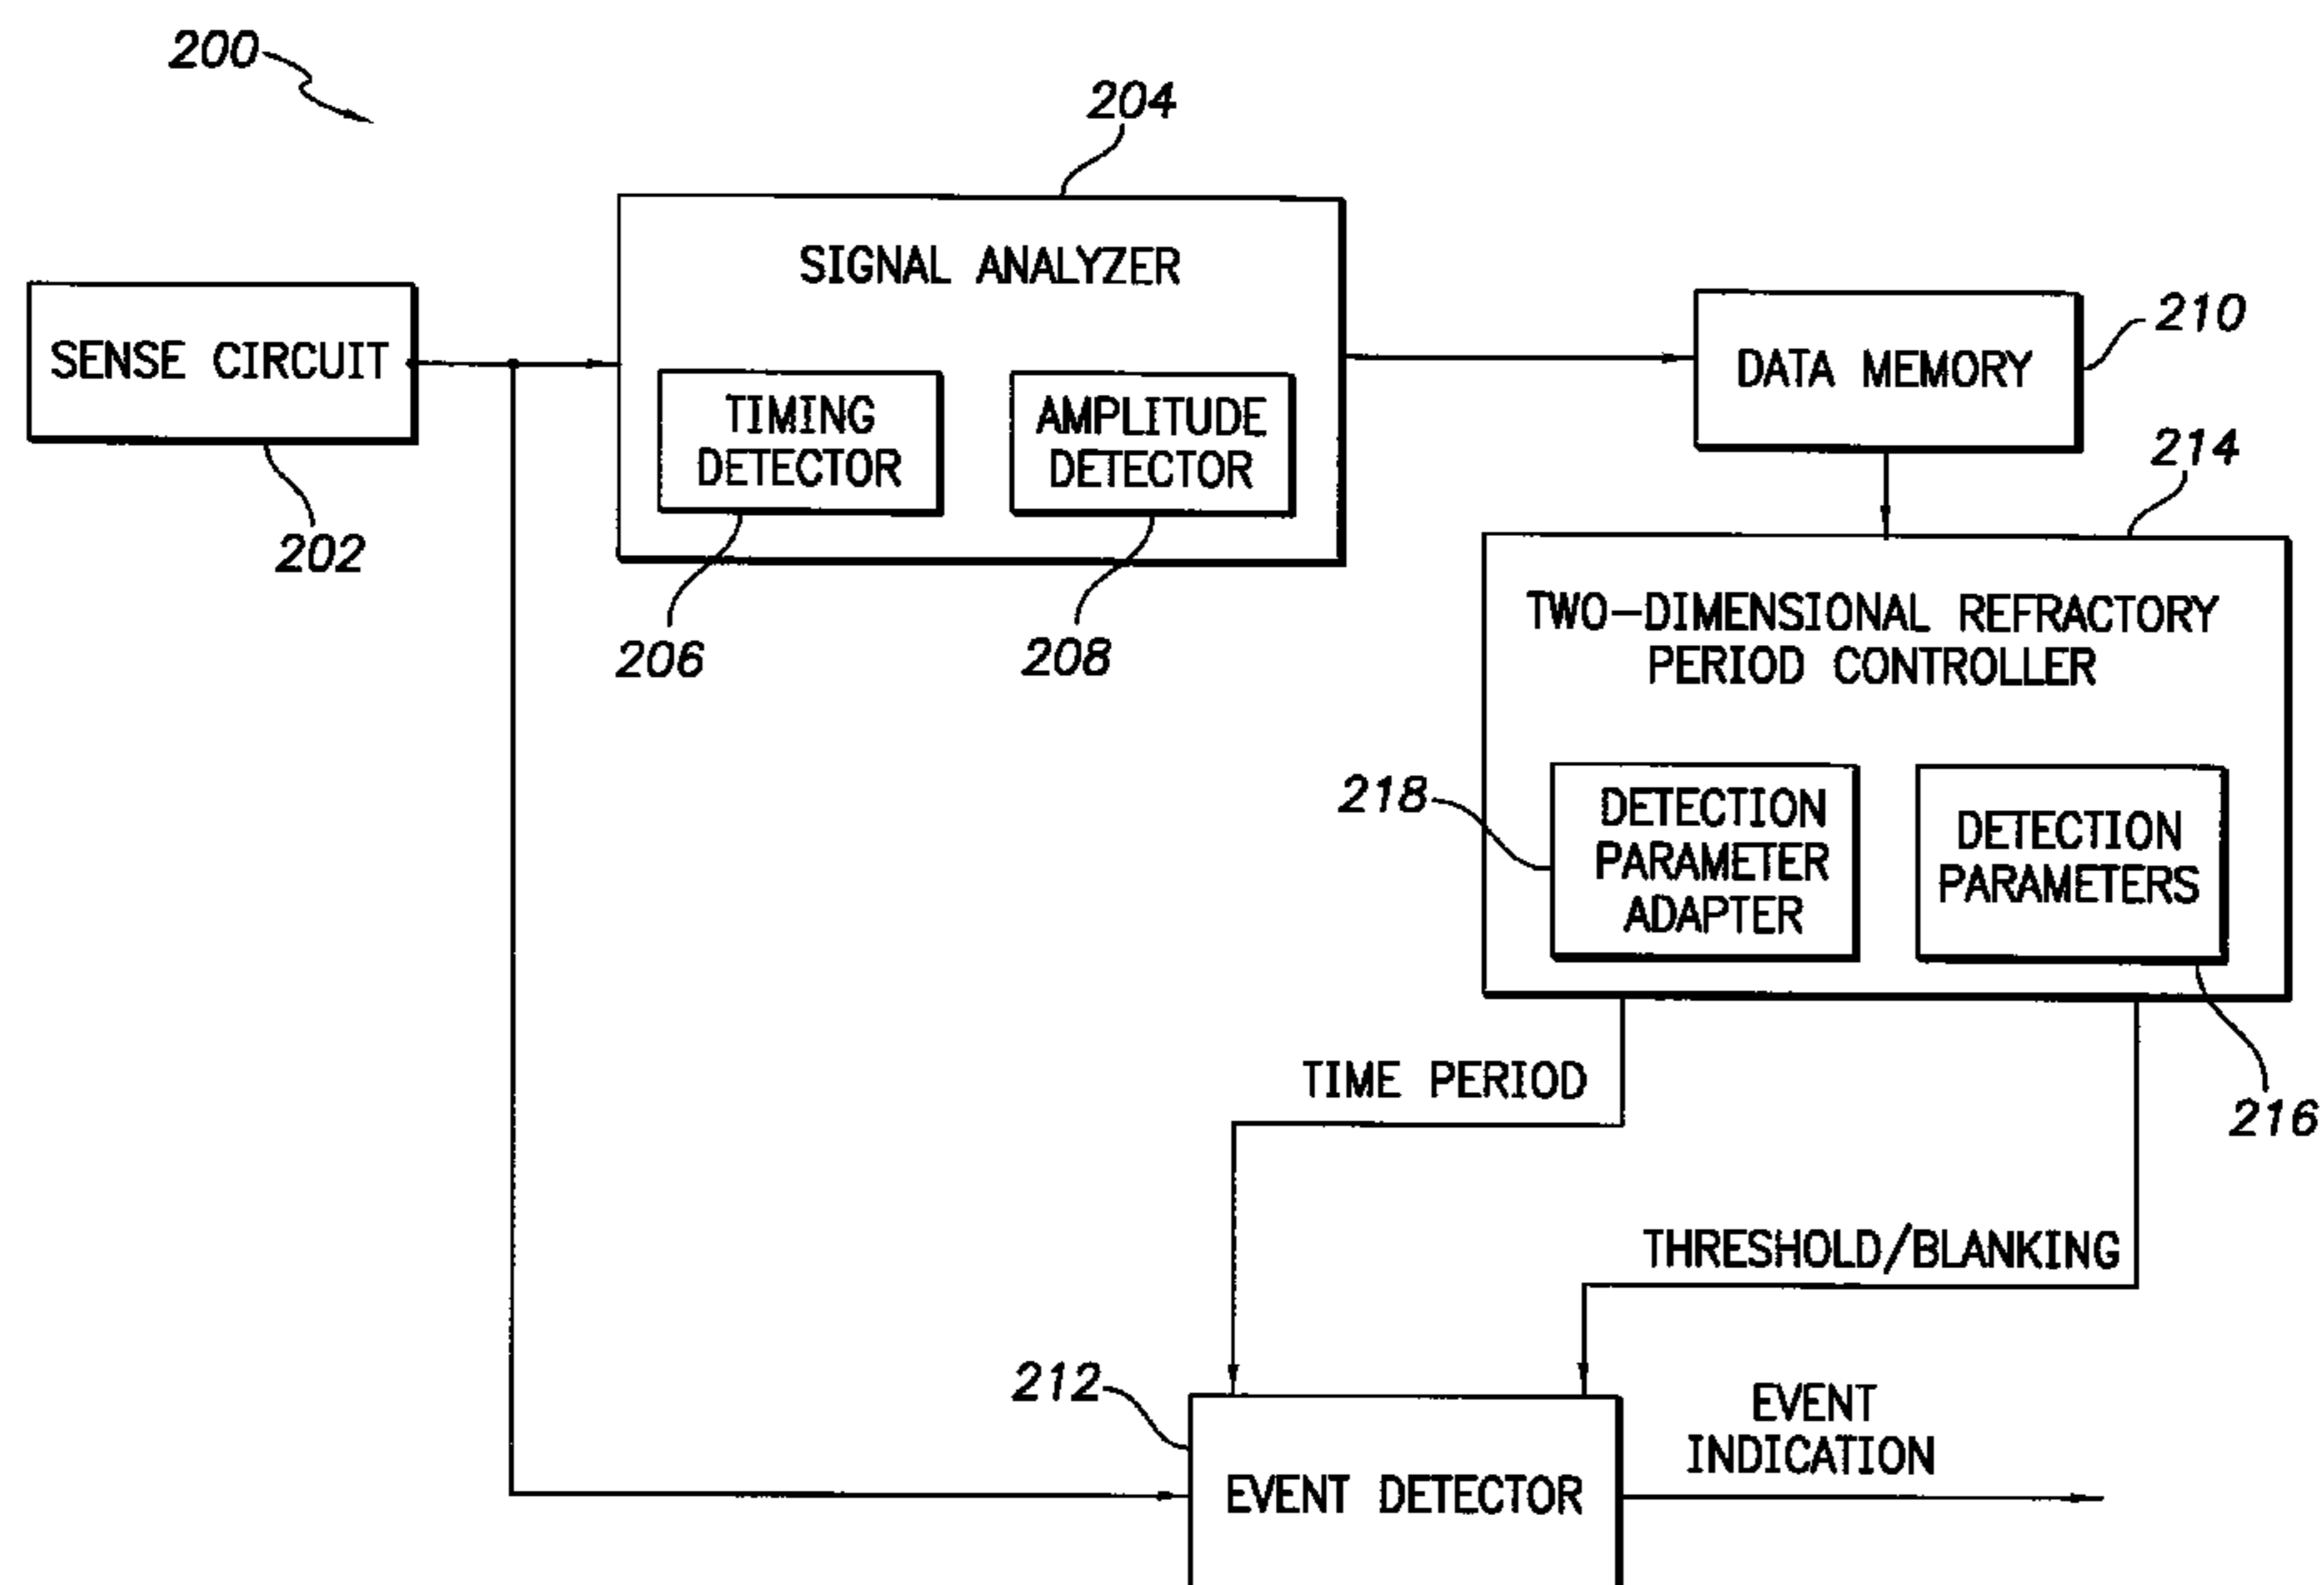 200
204
SIGNAL ANALYZER
SENSE CIRCUIT
202
TIMING
DETECTOR
206
AMPLITUDE
DETECTOR
208
DATA MEMORY
210
214
TWO-DIMENSIONAL REFRACTORY
PERIOD CONTROLLER
218
DETECTION
PARAMETER
ADAPTER
DETECTION
PARAMETERS
216
TIME PERIOD
THRESHOLD/BLANKING
212
EVENT DETECTOR
EVENT
INDICATION